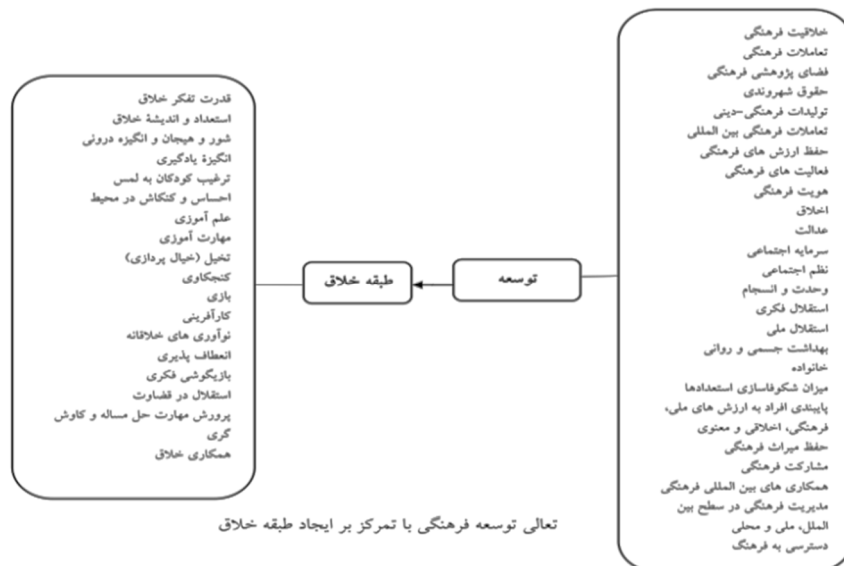 خلاقیت فرهنگی
تعاملات فرهنگی
فضای پژوهشی فرهنگی
حقوق شهروندی
تولیدات فرهنگی-دینی
تعاملات فرهنگی بین المللی
حفظ ارزش های فرهنگی
فعالیت های فرهنگی
هویت فرهنگی
اخلاق
عدالت
سرمایه اجتماعی
نظم اجتماعی
وحدت و انسجام
استقلال فکری
استقلال ملی
بهداشت جسمی و روانی
خانواده
میزان شکوفاسازی استعدادها
پایبندی افراد به ارزش های ملی،
فرهنگی، اخلاقی و معنوی
حفظ میراث فرهنگی
مشارکت فرهنگی
همکاری های بین المللی فرهنگی
مدیریت فرهنگی در سطح بین
الملل، ملی و محلی
دسترسی به فرهنگ
توسعه
طبقه خلاق
قدرت تفکر خلاق
استعداد و اندیشۀ خلاق
شور و هیجان و انگیزه درونی
انگیزۀ یادگیری
ترغیب کودکان به لمس
احساس و کنکاش در محیط
علم آموزی
مهارت آموزی
تخیل (خیال پردازی)
کنجکاوی
بازی
کارآفرینی
نوآوری های خلاقانه
انعطاف پذیری
بازیگوشی فکری
استقلال در قضاوت
پرورش مهارت حل مساله و کاوش
گری
همکاری خلاق
تعالی توسعه فرهنگی با تمرکز بر ایجاد طبقه خلاق